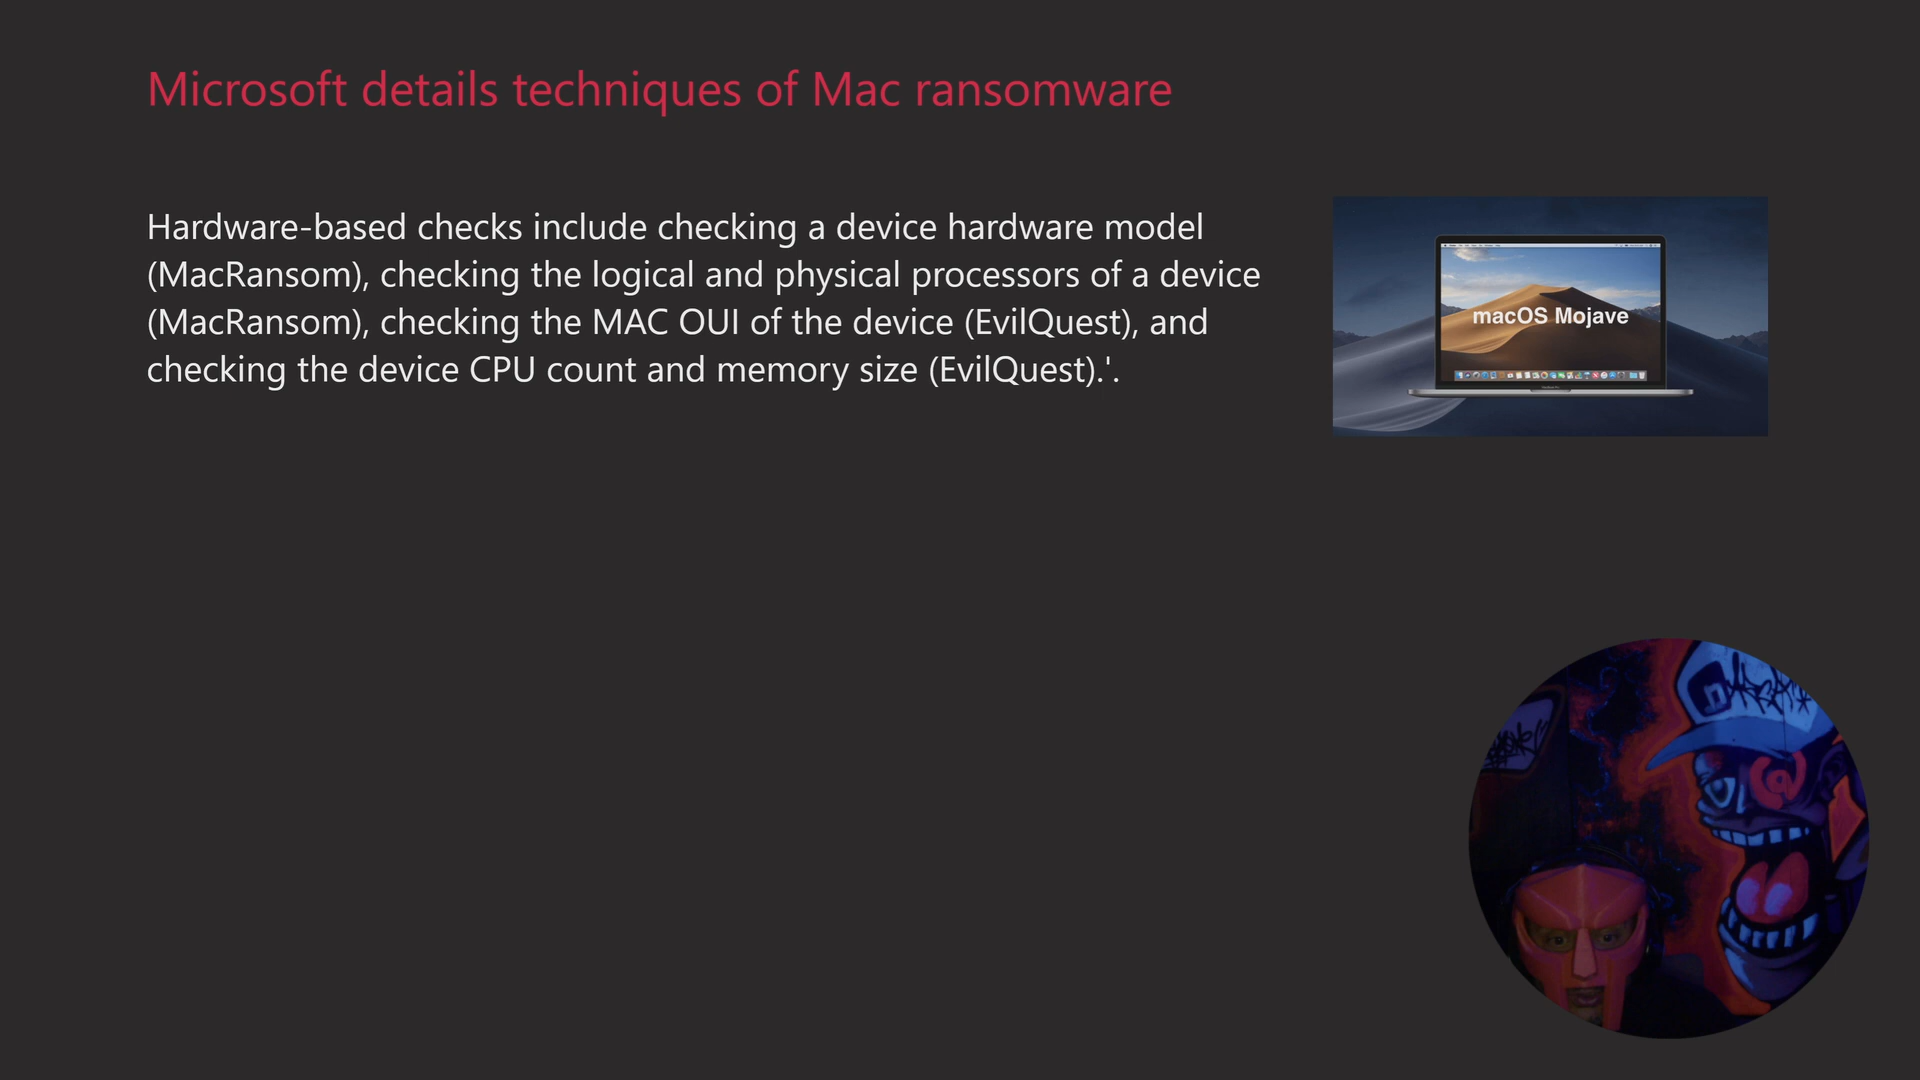 Microsoft details techniques of Mac ransomware
Hardware-based checks include checking a device hardware model
(MacRansom), checking the logical and physical processors of a device
(MacRansom), checking the MAC OUI of the device (EvilQuest), and
checking the device CPU count and memory size (EvilQuest).'.
macOS Mojave